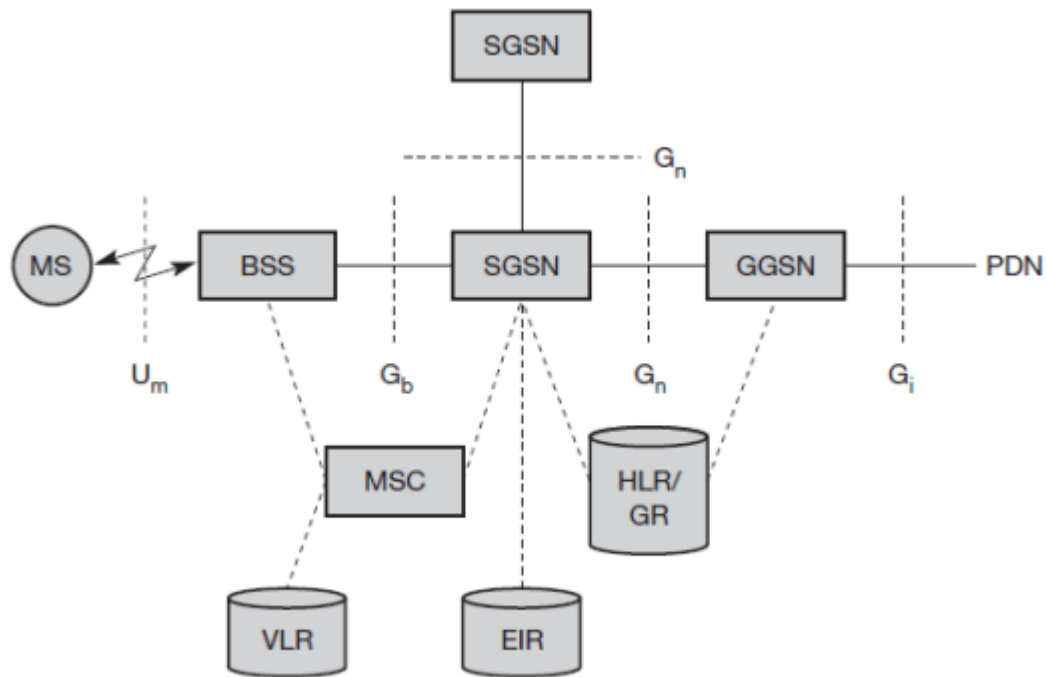 SGSN
Gn
MS
BSS
SGSN
GGSN
PDN
Um
Gb
Gn
Gi
MSC
HLR/
GR
VLR
EIR